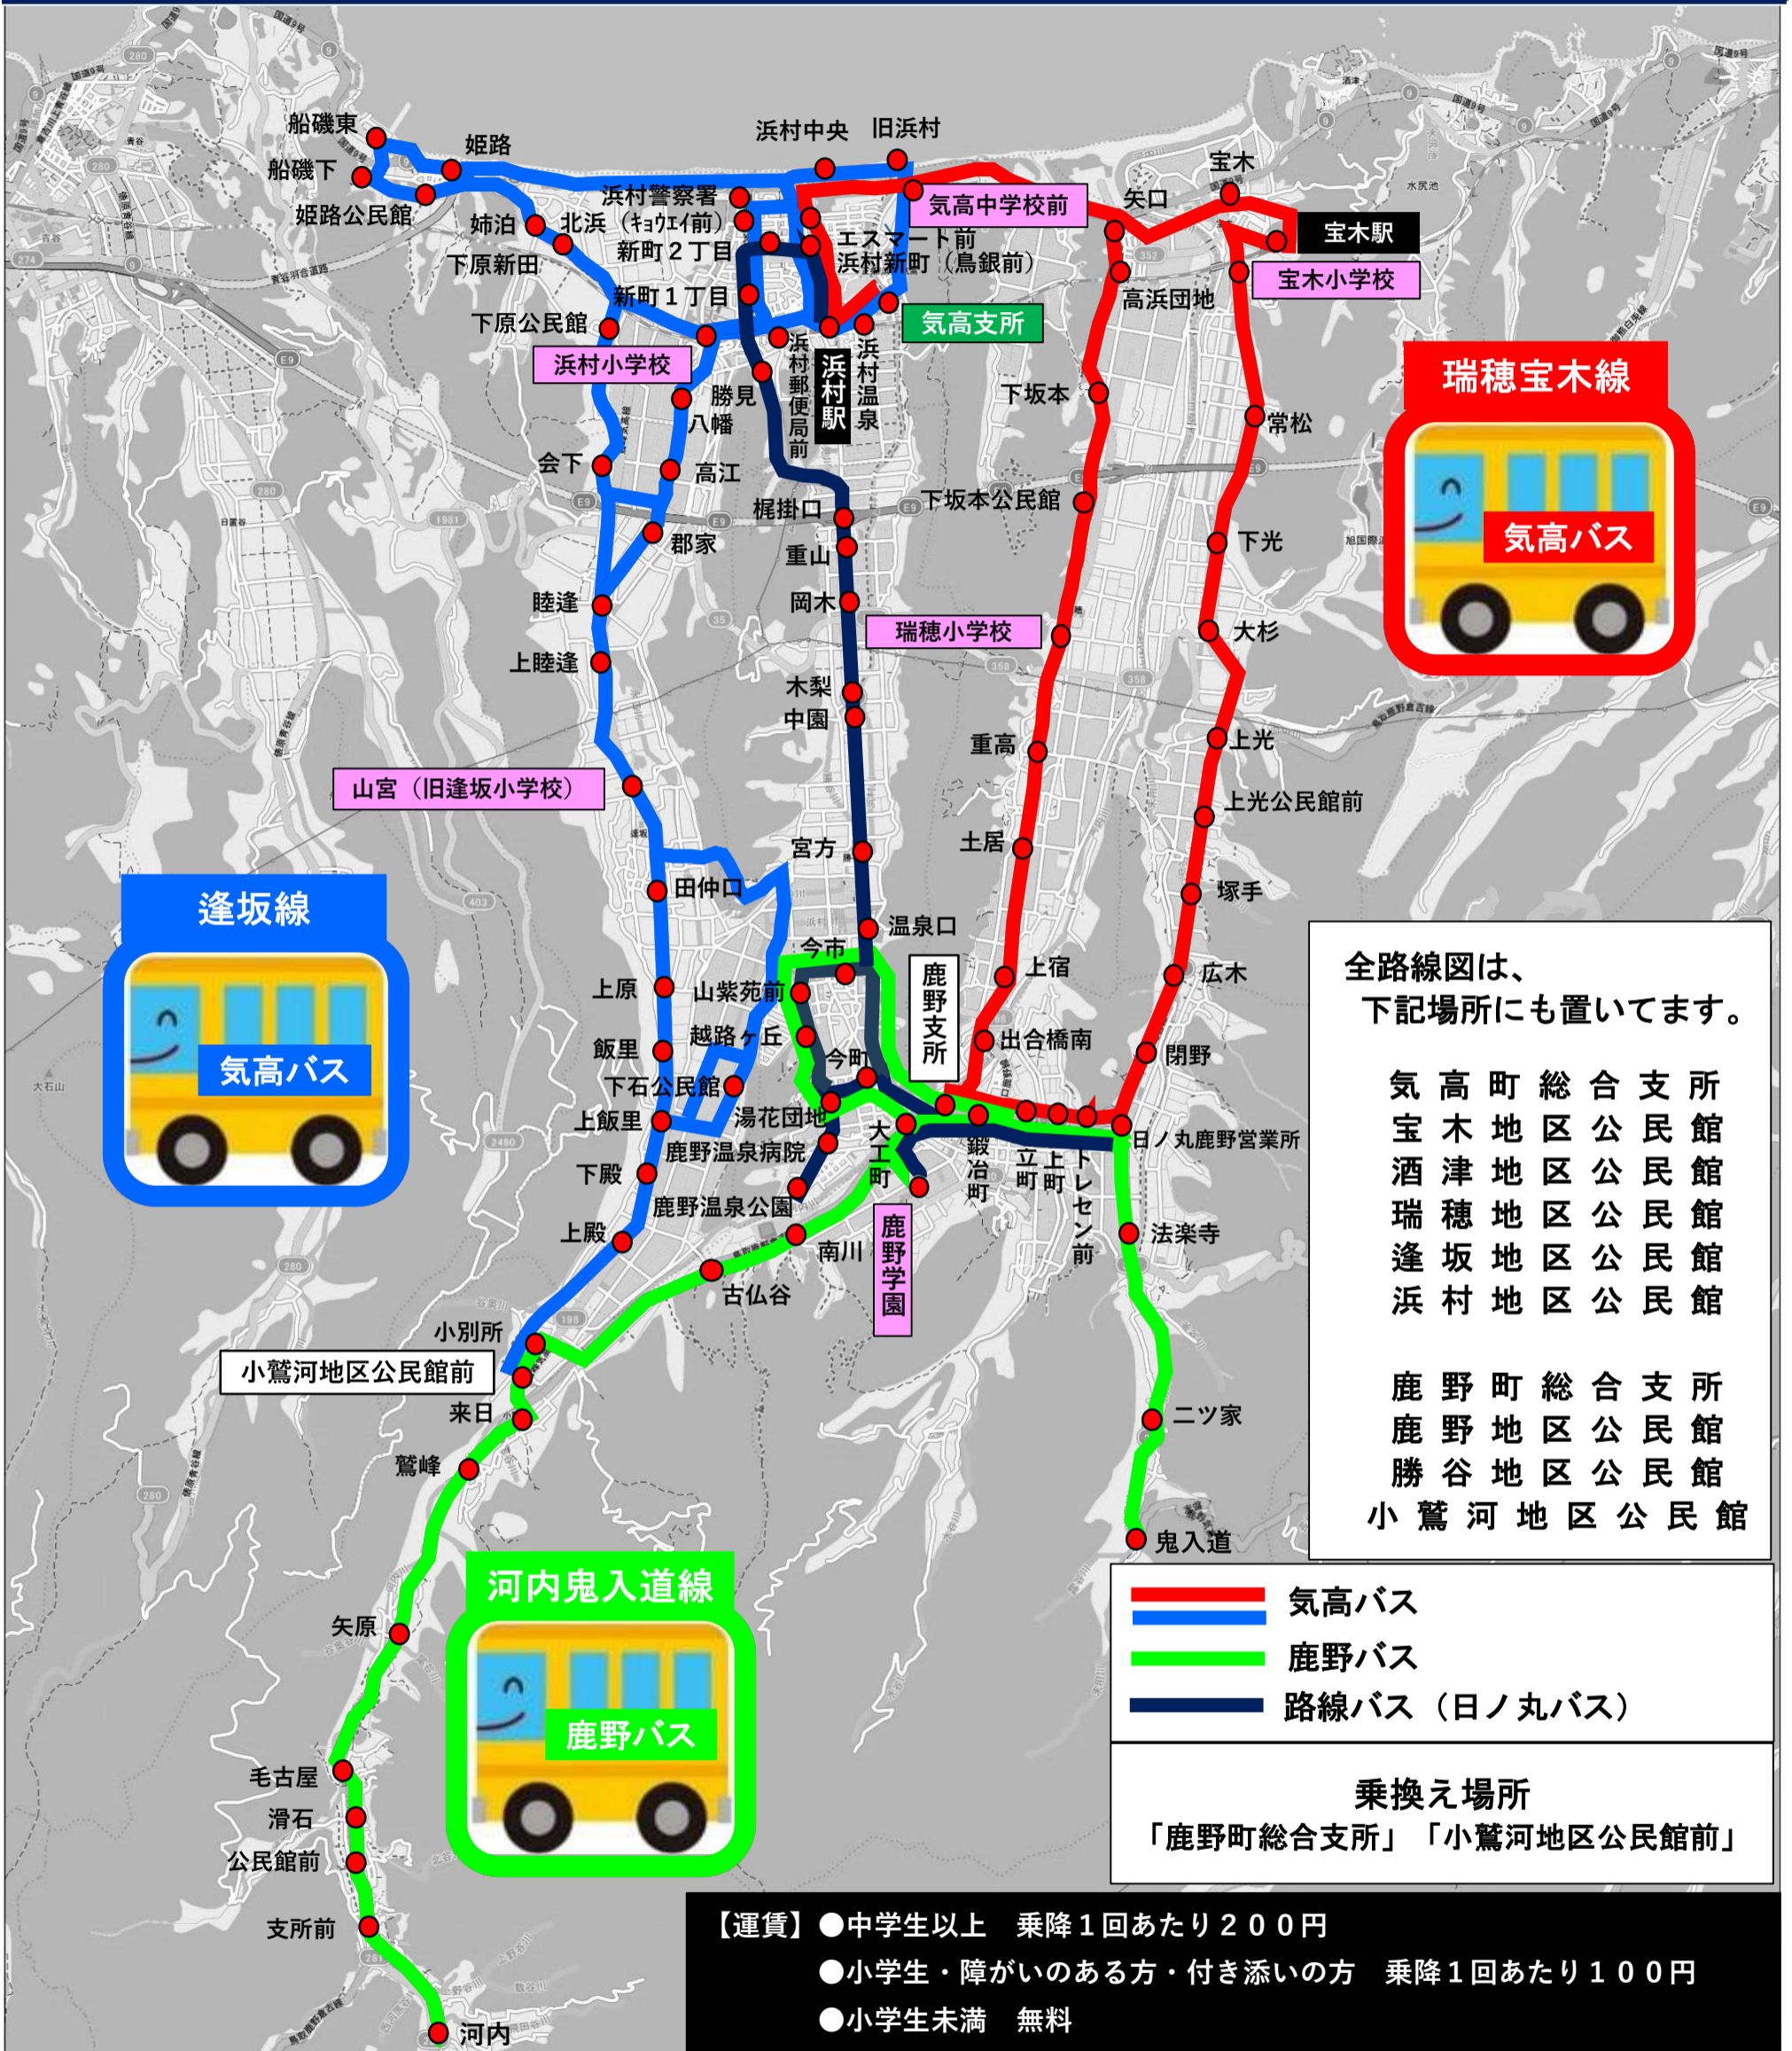 船磯東
船磯下
姫路
姫路公民館
姉泊
下原新田
浜村中央
旧浜村
浜村警察署
北浜（ｷｮｳｴｲ前）
新町２丁目
新町１丁目
エスマート前
浜村新町（鳥銀前）
気高中学校前
矢口
宝木
宝木駅
宝木小学校
高浜団地
気高支所
下原公民館
浜村小学校
勝見
八幡
浜村郵便局前
浜村駅
浜村温泉
下坂本
常松
会下
高江
郡家
梶掛口
重山
岡木
下坂本公民館
下光
睦逢
上睦逢
瑞穂小学校
大杉
木梨
中園
重高
上光
山宮（旧逢坂小学校）
上光公民館前
宮方
土居
田仲口
塚手
温泉口
今市
上原
山紫苑前
鹿野支所
上宿
広木
越路ヶ丘
飯里
今町
出合橋南
閉野
下石公民館
上飯里
湯花団地
鹿野温泉病院
大工町
鍛冶町
立町
上町
トレセン前
日ノ丸鹿野営業所
下殿
鹿野温泉公園
上殿
南川
鹿野学園
法楽寺
古仏谷
小別所
小鷲河地区公民館前
来日
二ツ家
鷲峰
鬼入道
矢原
毛古屋
滑石
公民館前
支所前
河内
瑞穂宝木線
気高バス
逢坂線
気高バス
河内鬼入道線
鹿野バス
全路線図は、
下記場所にも置いてます。
気高町総合支所
宝木地区公民館
酒津地区公民館
瑞穂地区公民館
逢坂地区公民館
浜村地区公民館
鹿野町総合支所
鹿野地区公民館
勝谷地区公民館
小鷲河地区公民館
気高バス
鹿野バス
路線バス（日ノ丸バス）
乗換え場所
「鹿野町総合支所」「小鷲河地区公民館前」
【運賃】●中学生以上　乗降１回あたり２００円
●小学生・障がいのある方・付き添いの方　乗降１回あたり１００円
●小学生未満　無料